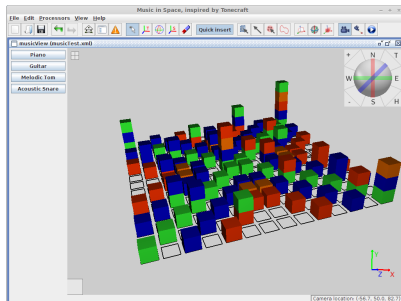 Music in Space, inspired by Tonecraft
File Edit Processors View Help
Quick Insert
musicView (musicTest.xml)
Piano
Guitar
Melodic Tom
Acoustic Snare
+ N T
W E
- S H
Y
Z X
Camera location: (-56.7, 50.0, 82.7)